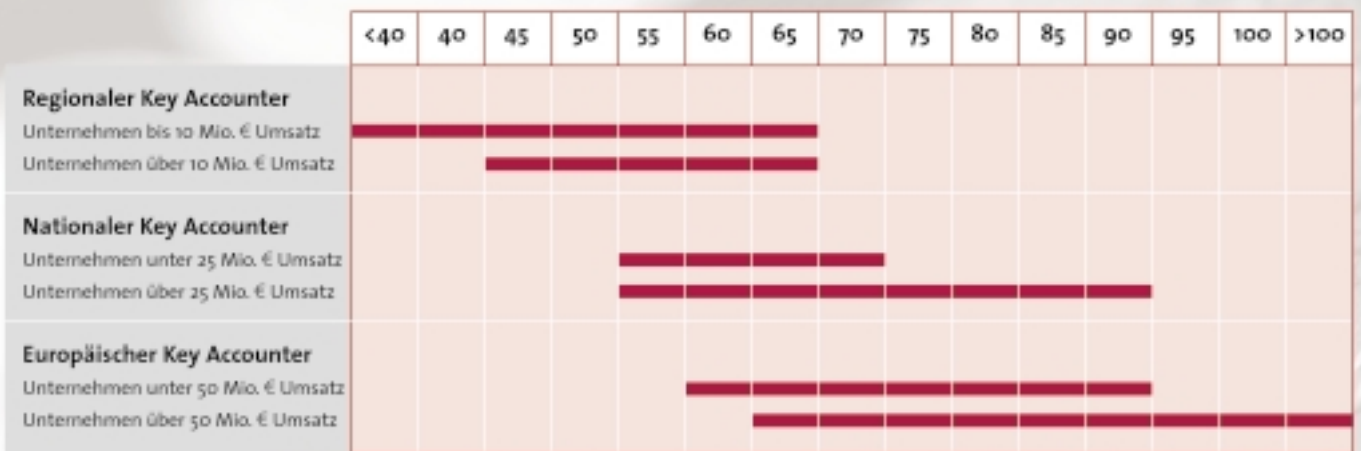 <40 40 45 50 55 60 65 70 75 80 85 90 95 100 >100
Regionaler Key Accounter
Unternehmen bis 10 Mio. € Umsatz
Unternehmen über 10 Mio. € Umsatz
Nationaler Key Accounter
Unternehmen unter 25 Mio. € Umsatz
Unternehmen über 25 Mio. € Umsatz
Europäischer Key Accounter
Unternehmen unter 50 Mio. € Umsatz
Unternehmen über 50 Mio. € Umsatz